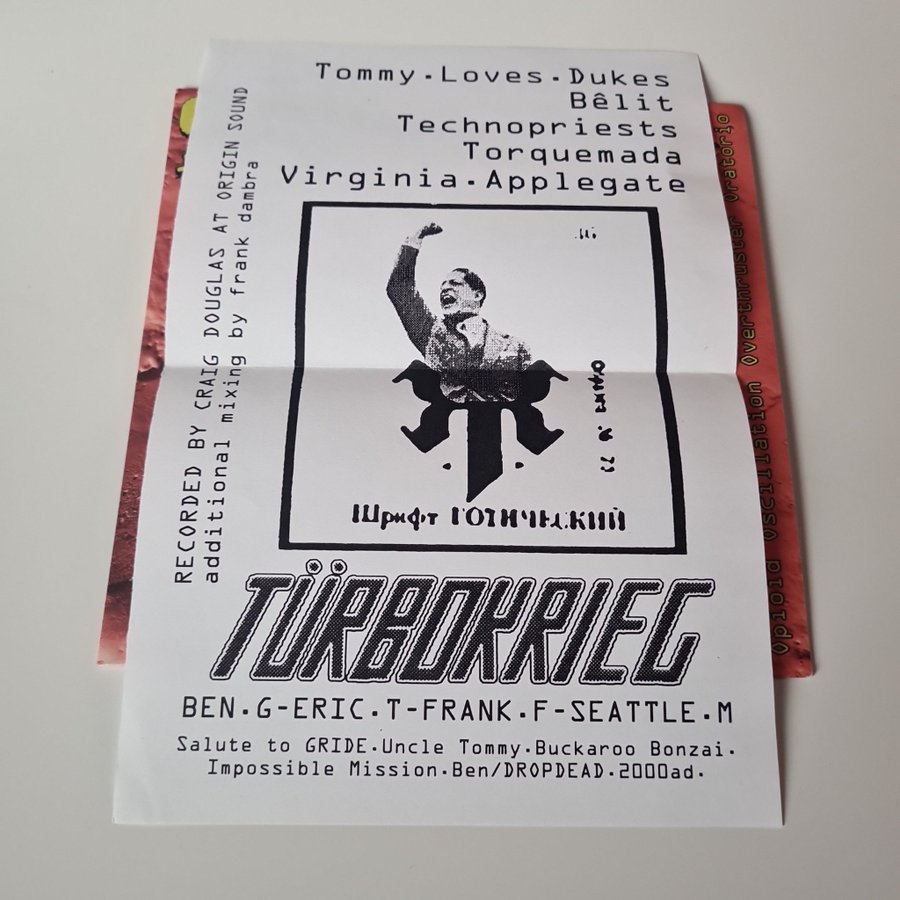 Tommy.Loves.Dukes
Bêlit
Technopriests
Torquemada
Virginia.Applegate
RECORDED BY CRAIG DOUGLAS AT ORIGIN SOUND
additional mixing by frank dambra
Шрифт ГОТИЧЕСКИЙ
TÜRBOKRIEG
BEN.G-ERIC.T-FRANK.F-SEATTLE.M
Salute to GRIDE.Uncle Tommy.Buckaroo Bonzai.
Impossible Mission.Ben/DROPDEAD.2000ad.
Opioid Oscillation Overthruster Oratorio